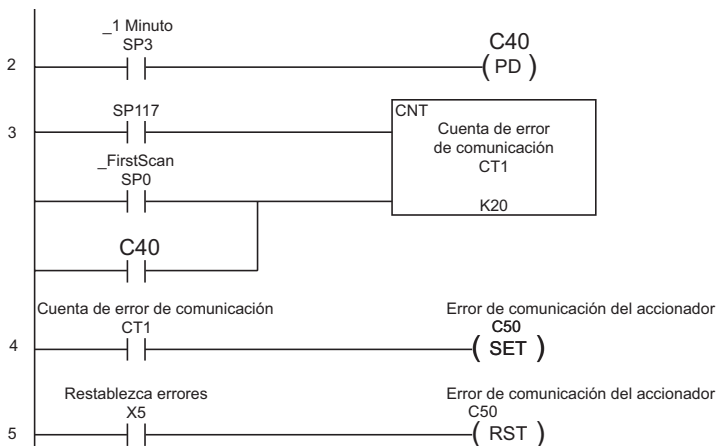 _1 Minuto
SP3
C40
2
( PD )
SP117
CNT
3
Cuenta de error
de comunicación
CT1
K20
_FirstScan
SP0
C40
Cuenta de error de comunicación
CT1
Error de comunicación del accionador
C50
4
( SET )
Restablezca errores
X5
Error de comunicación del accionador
C50
5
( RST )